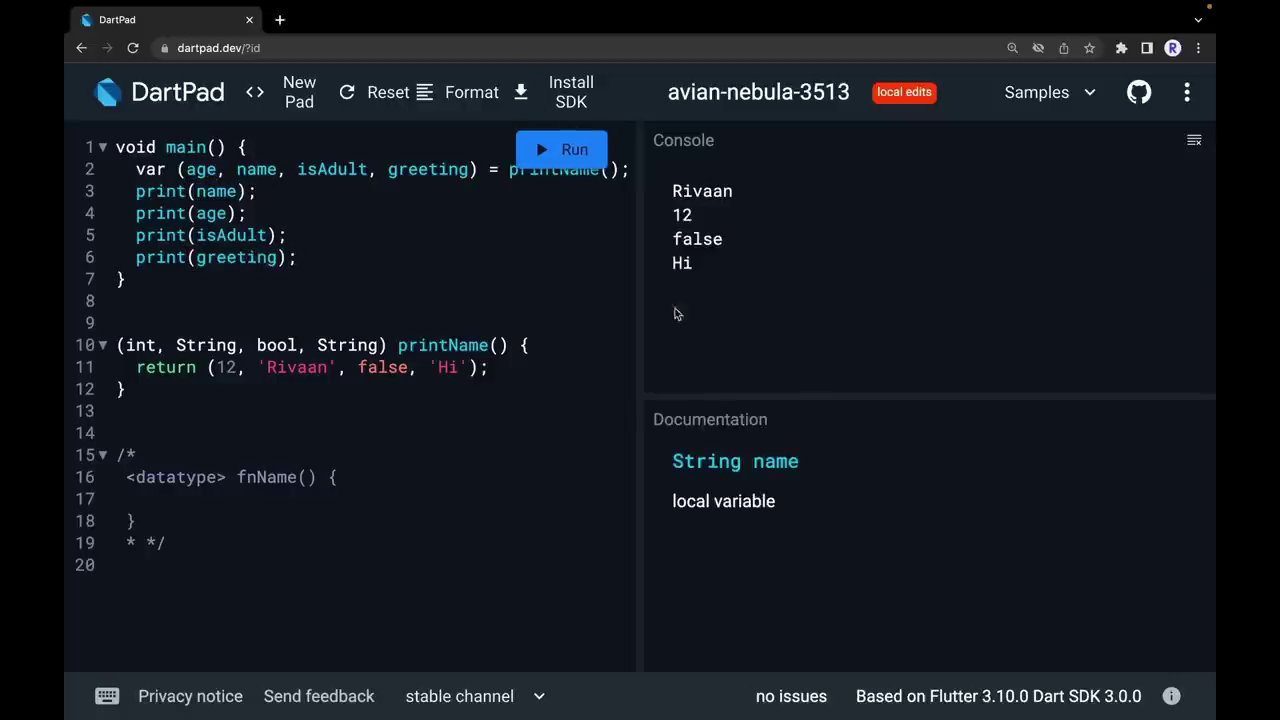 DartPad
dartpad.dev/?id
R
DartPad
<> New Pad
Reset
Format
Install SDK
avian-nebula-3513
local edits
Samples
Run
1 void main() {
2 var (age, name, isAdult, greeting) = printName();
3 print(name);
4 print(age);
5 print(isAdult);
6 print(greeting);
7 }
8
9
10 (int, String, bool, String) printName() {
11 return (12, 'Rivaan', false, 'Hi');
12 }
13
14
15 /*
16 <datatype> fnName() {
17
18 }
19 * */
20
Console
Rivaan
12
false
Hi
Documentation
String name
local variable
Privacy notice
Send feedback
stable channel
no issues
Based on Flutter 3.10.0 Dart SDK 3.0.0